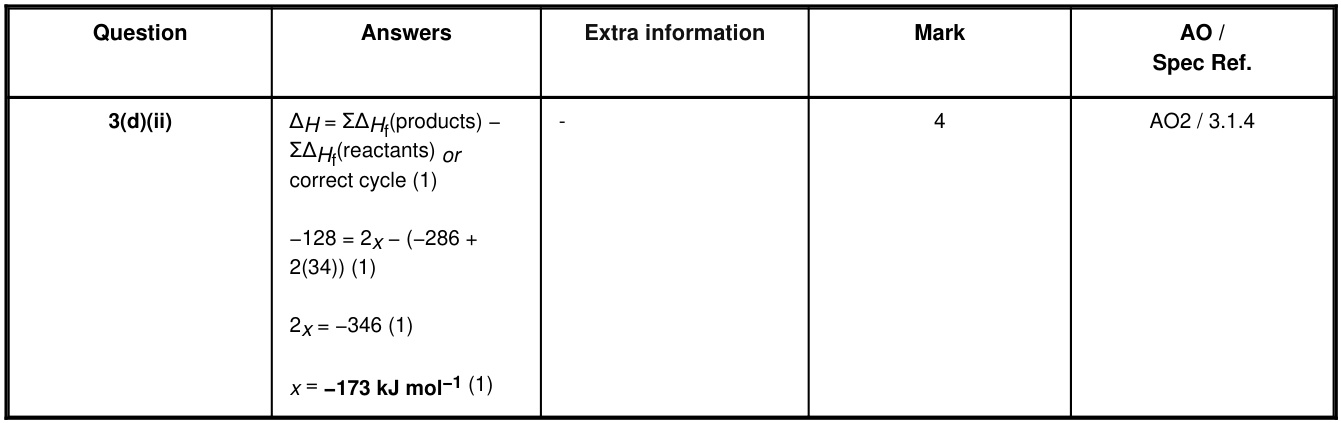 Question
Answers
Extra information
Mark
AO /
Spec Ref.
3(d)(ii)
ΔH = ΣΔHf(products) −
ΣΔHf(reactants) or
correct cycle (1)
−128 = 2x − (−286 +
2(34)) (1)
2x = −346 (1)
x = −173 kJ mol⁻¹ (1)
-
4
AO2 / 3.1.4